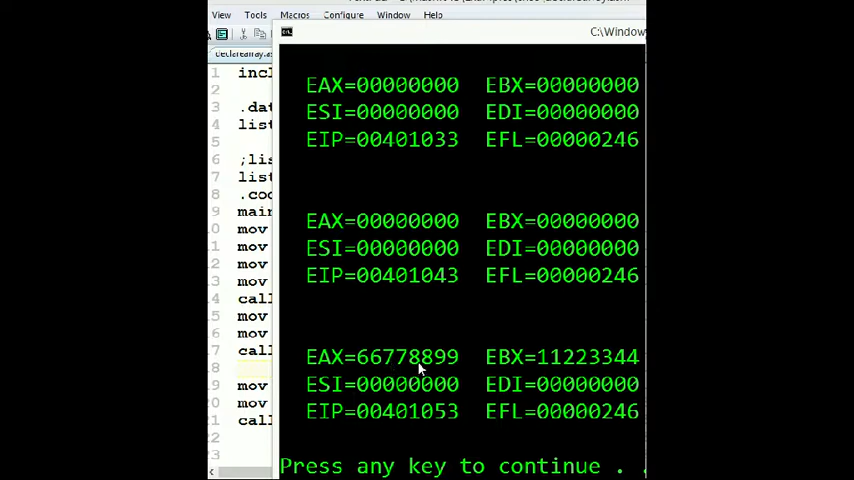 View Tools Macros Configure Window Help
C:\Window
declarearray.as
1 incl
2
3 .dat
4 list
5
6 ;lis
7 list
8 .coo
9 main
10 mov
11 mov
12 mov
13 mov
14 call
15 mov
16 mov
17 call
18
19 mov
20 mov
21 call
22
23
EAX=00000000 EBX=00000000
ESI=00000000 EDI=00000000
EIP=00401033 EFL=00000246
EAX=00000000 EBX=00000000
ESI=00000000 EDI=00000000
EIP=00401043 EFL=00000246
EAX=66778899 EBX=11223344
ESI=00000000 EDI=00000000
EIP=00401053 EFL=00000246
Press any key to continue . .